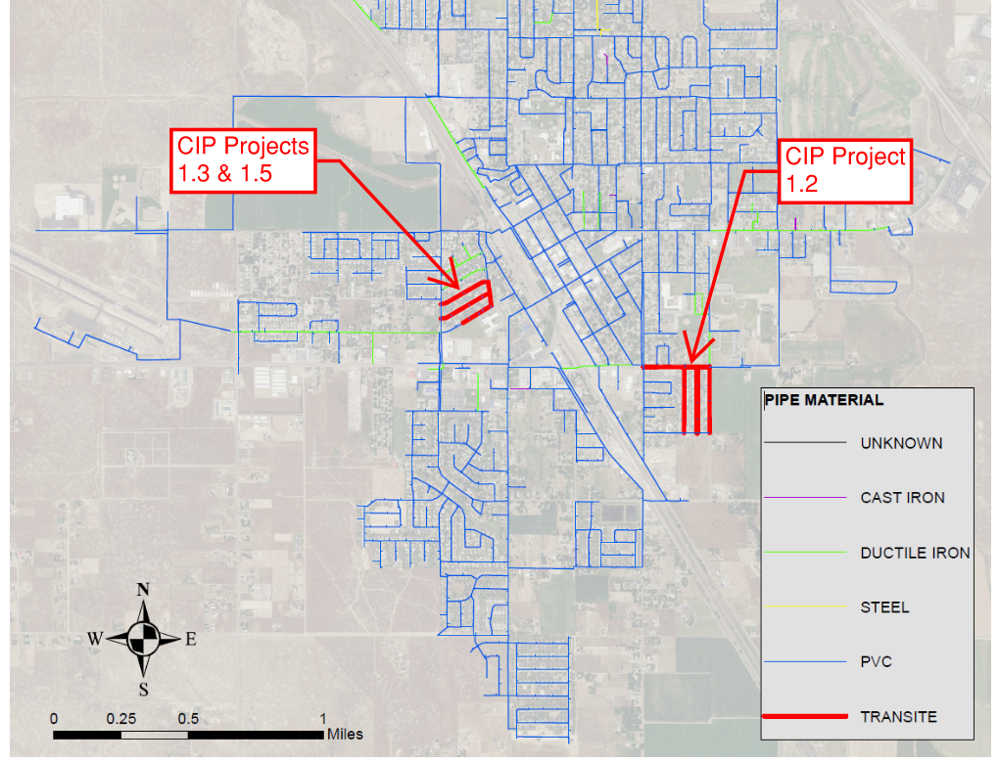 CIP Projects
1.3 & 1.5
CIP Project
1.2
PIPE MATERIAL
UNKNOWN
CAST IRON
DUCTILE IRON
STEEL
PVC
TRANSITE
N
W E
S
0 0.25 0.5 1
Miles